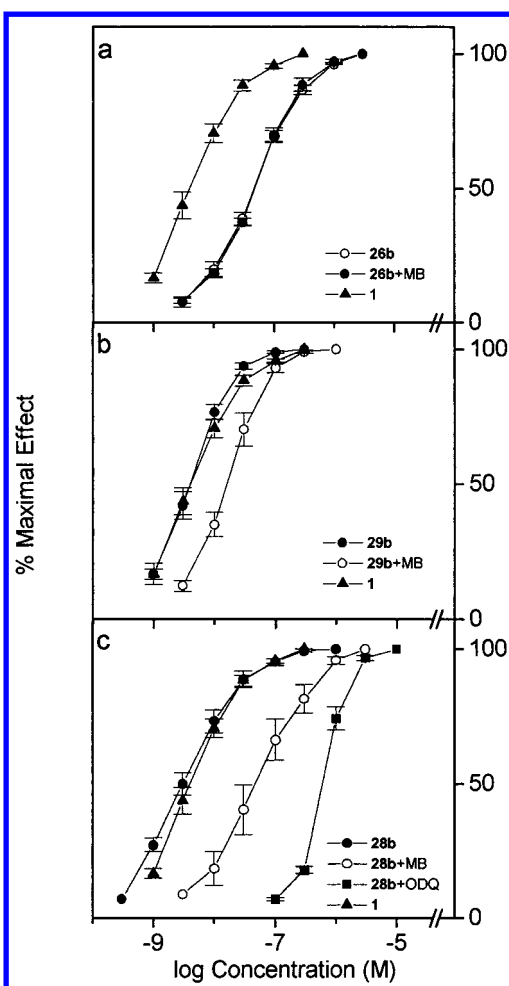 a
100
50
0
26b
26b+MB
1
b
100
50
0
29b
29b+MB
1
c
100
50
28b
28b+MB
28b+ODQ
1
% Maximal Effect
-9
-7
-5
log Concentration (M)